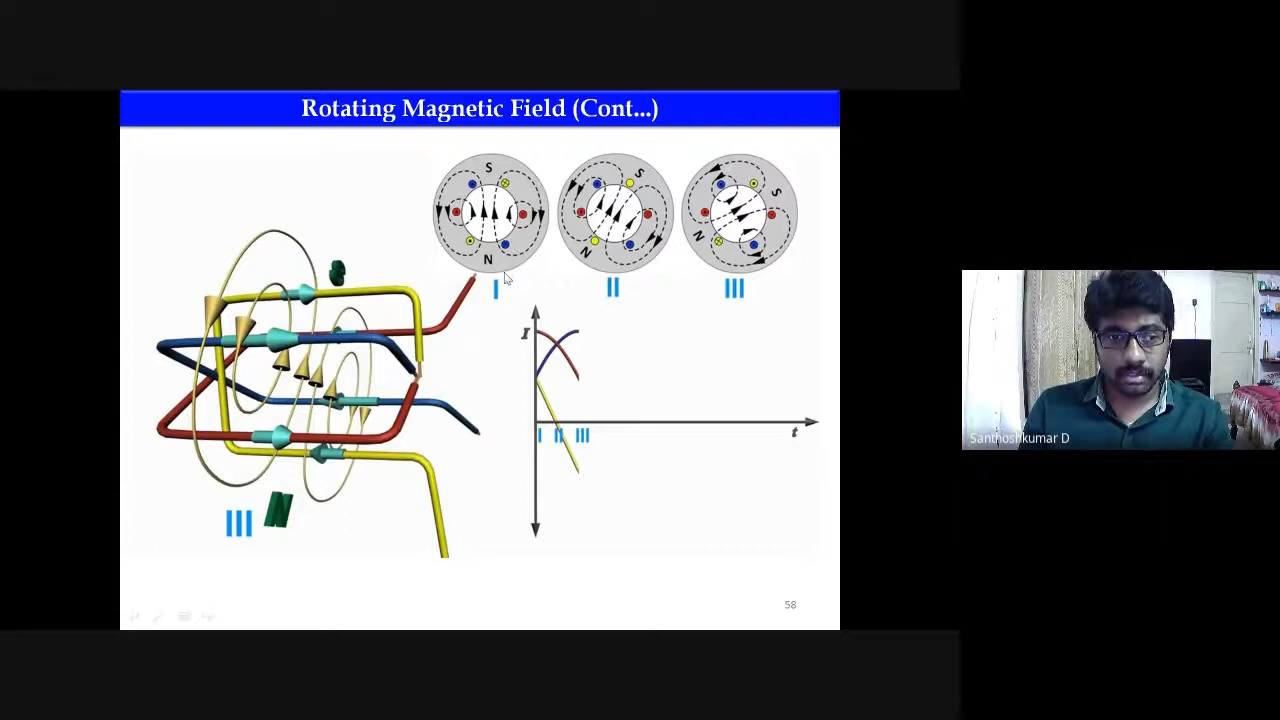 Rotating Magnetic Field (Cont...)
S
N
I
S
N
II
S
N
III
I
I II III
t
S
N
III
58
Santhoshkumar D